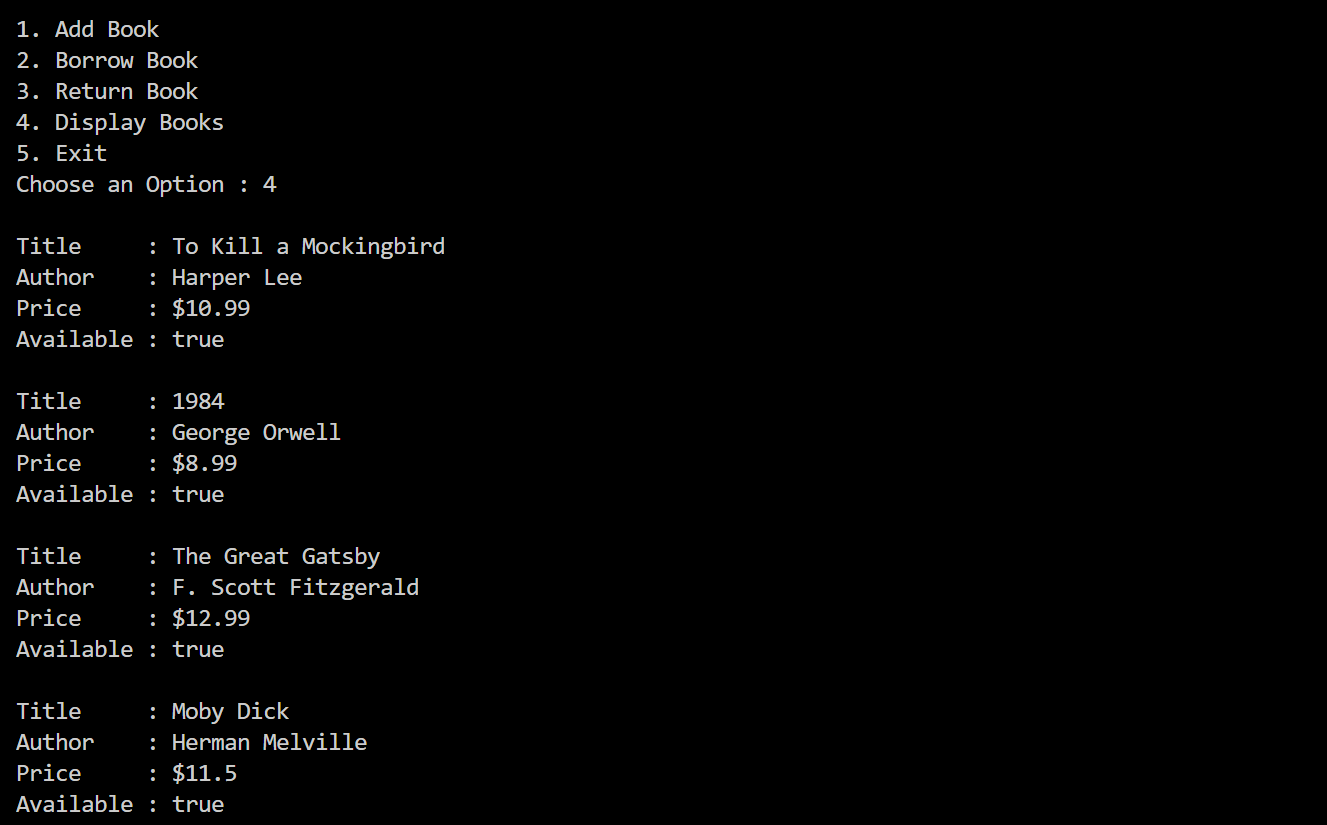 1. Add Book
2. Borrow Book
3. Return Book
4. Display Books
5. Exit
Choose an Option : 4

Title     : To Kill a Mockingbird
Author    : Harper Lee
Price     : $10.99
Available : true

Title     : 1984
Author    : George Orwell
Price     : $8.99
Available : true

Title     : The Great Gatsby
Author    : F. Scott Fitzgerald
Price     : $12.99
Available : true

Title     : Moby Dick
Author    : Herman Melville
Price     : $11.5
Available : true